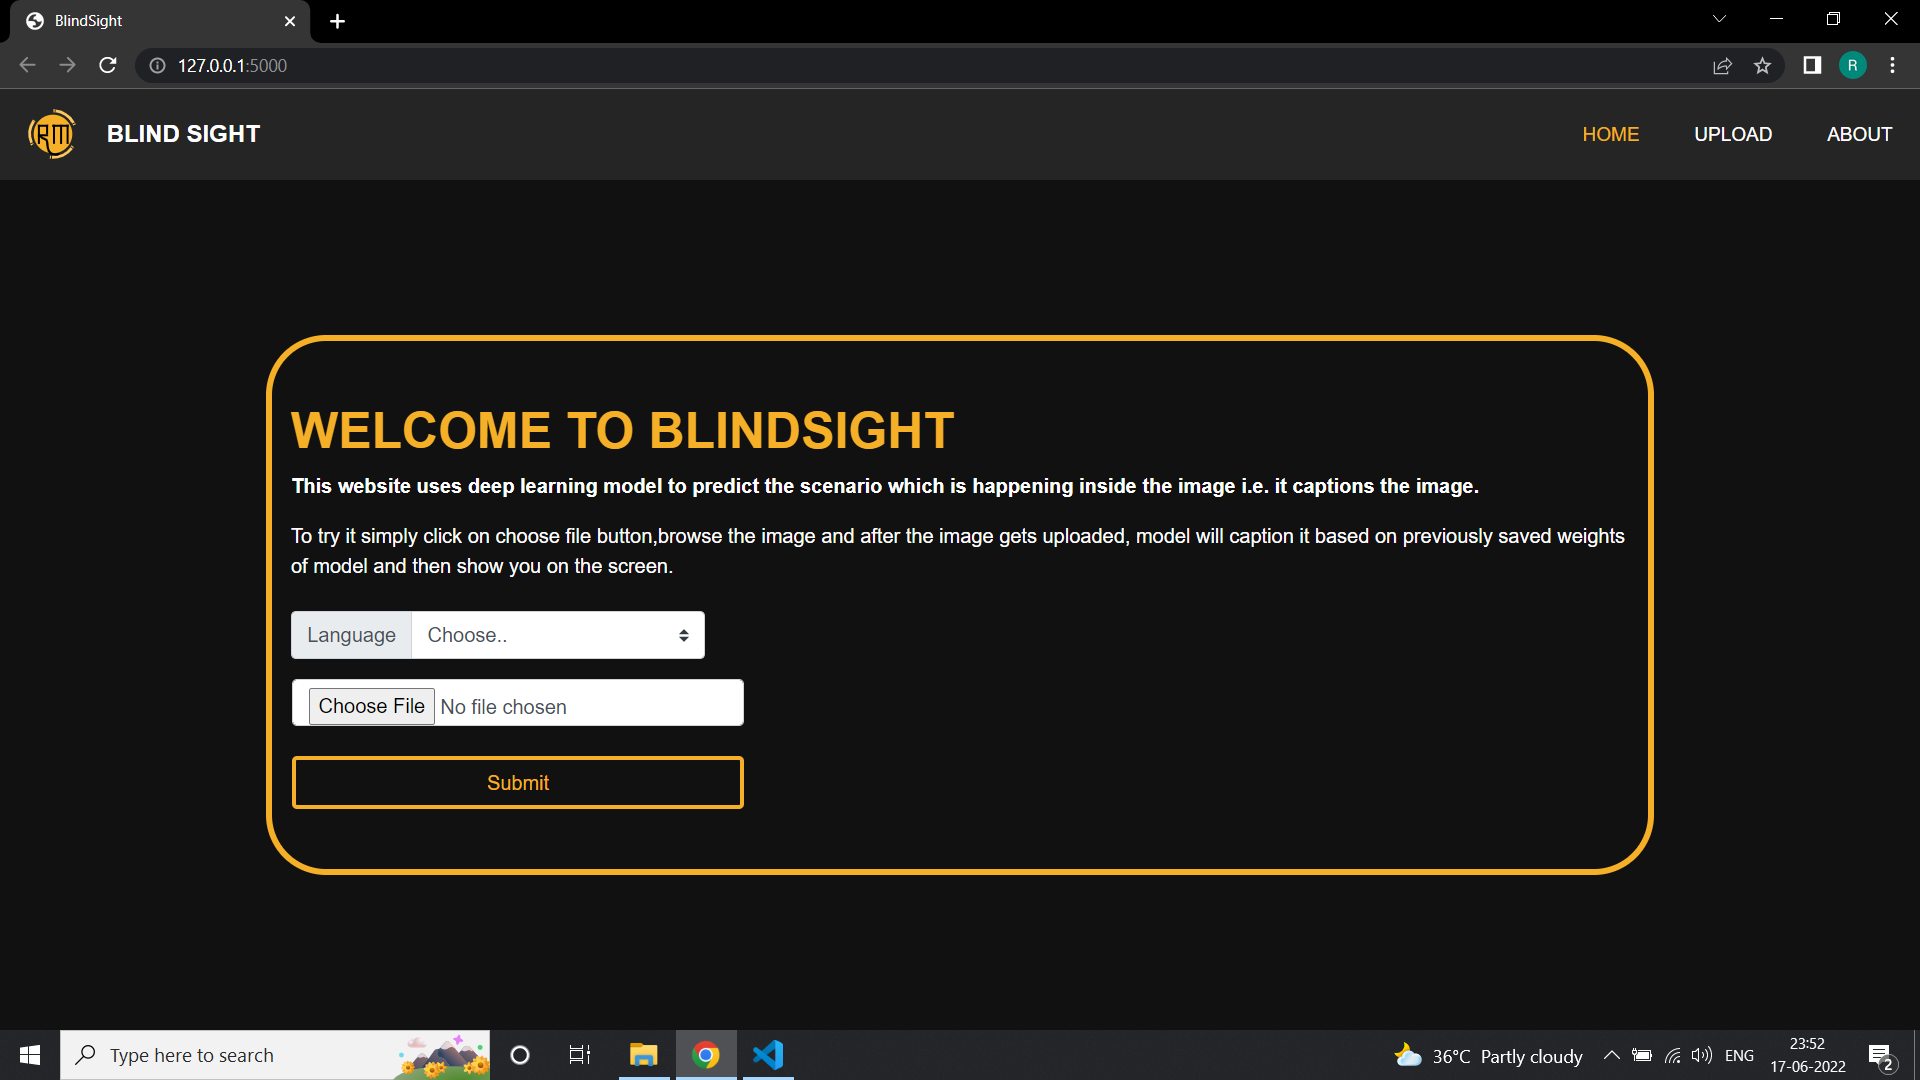 BlindSight
127.0.0.1:5000
R
RM
BLIND SIGHT
HOME
UPLOAD
ABOUT
WELCOME TO BLINDSIGHT
This website uses deep learning model to predict the scenario which is happening inside the image i.e. it captions the image.
To try it simply click on choose file button,browse the image and after the image gets uploaded, model will caption it based on previously saved weights
of model and then show you on the screen.
Language
Choose..
Choose File
No file chosen
Submit
Type here to search
36°C Partly cloudy
ENG
23:52
17-06-2022
2